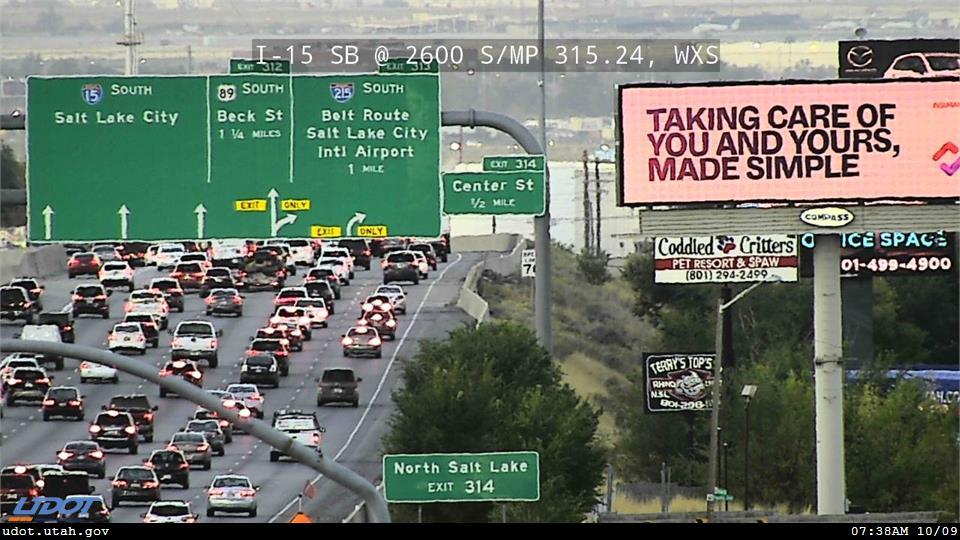 I-15 SB @ 2600 S/MP 315.24, WXS
EXIT 312
EXIT 313
15 SOUTH
Salt Lake City
89 SOUTH
Beck St
1 ¼ MILES
215 SOUTH
Belt Route
Salt Lake City
Intl Airport
1 MILE
EXIT ONLY
EXIT ONLY
EXIT 314
Center St
½ MILE
mazda
TAKING CARE OF
YOU AND YOURS,
MADE SIMPLE
COMPASS
Coddled Critters
PET RESORT & SPAW
(801) 294-2499
SPACE
01-499-4900
TERRY'S TOP'S
RHINO
N.S.L.
North Salt Lake
EXIT 314
UDOT
udot.utah.gov
07:38AM 10/09